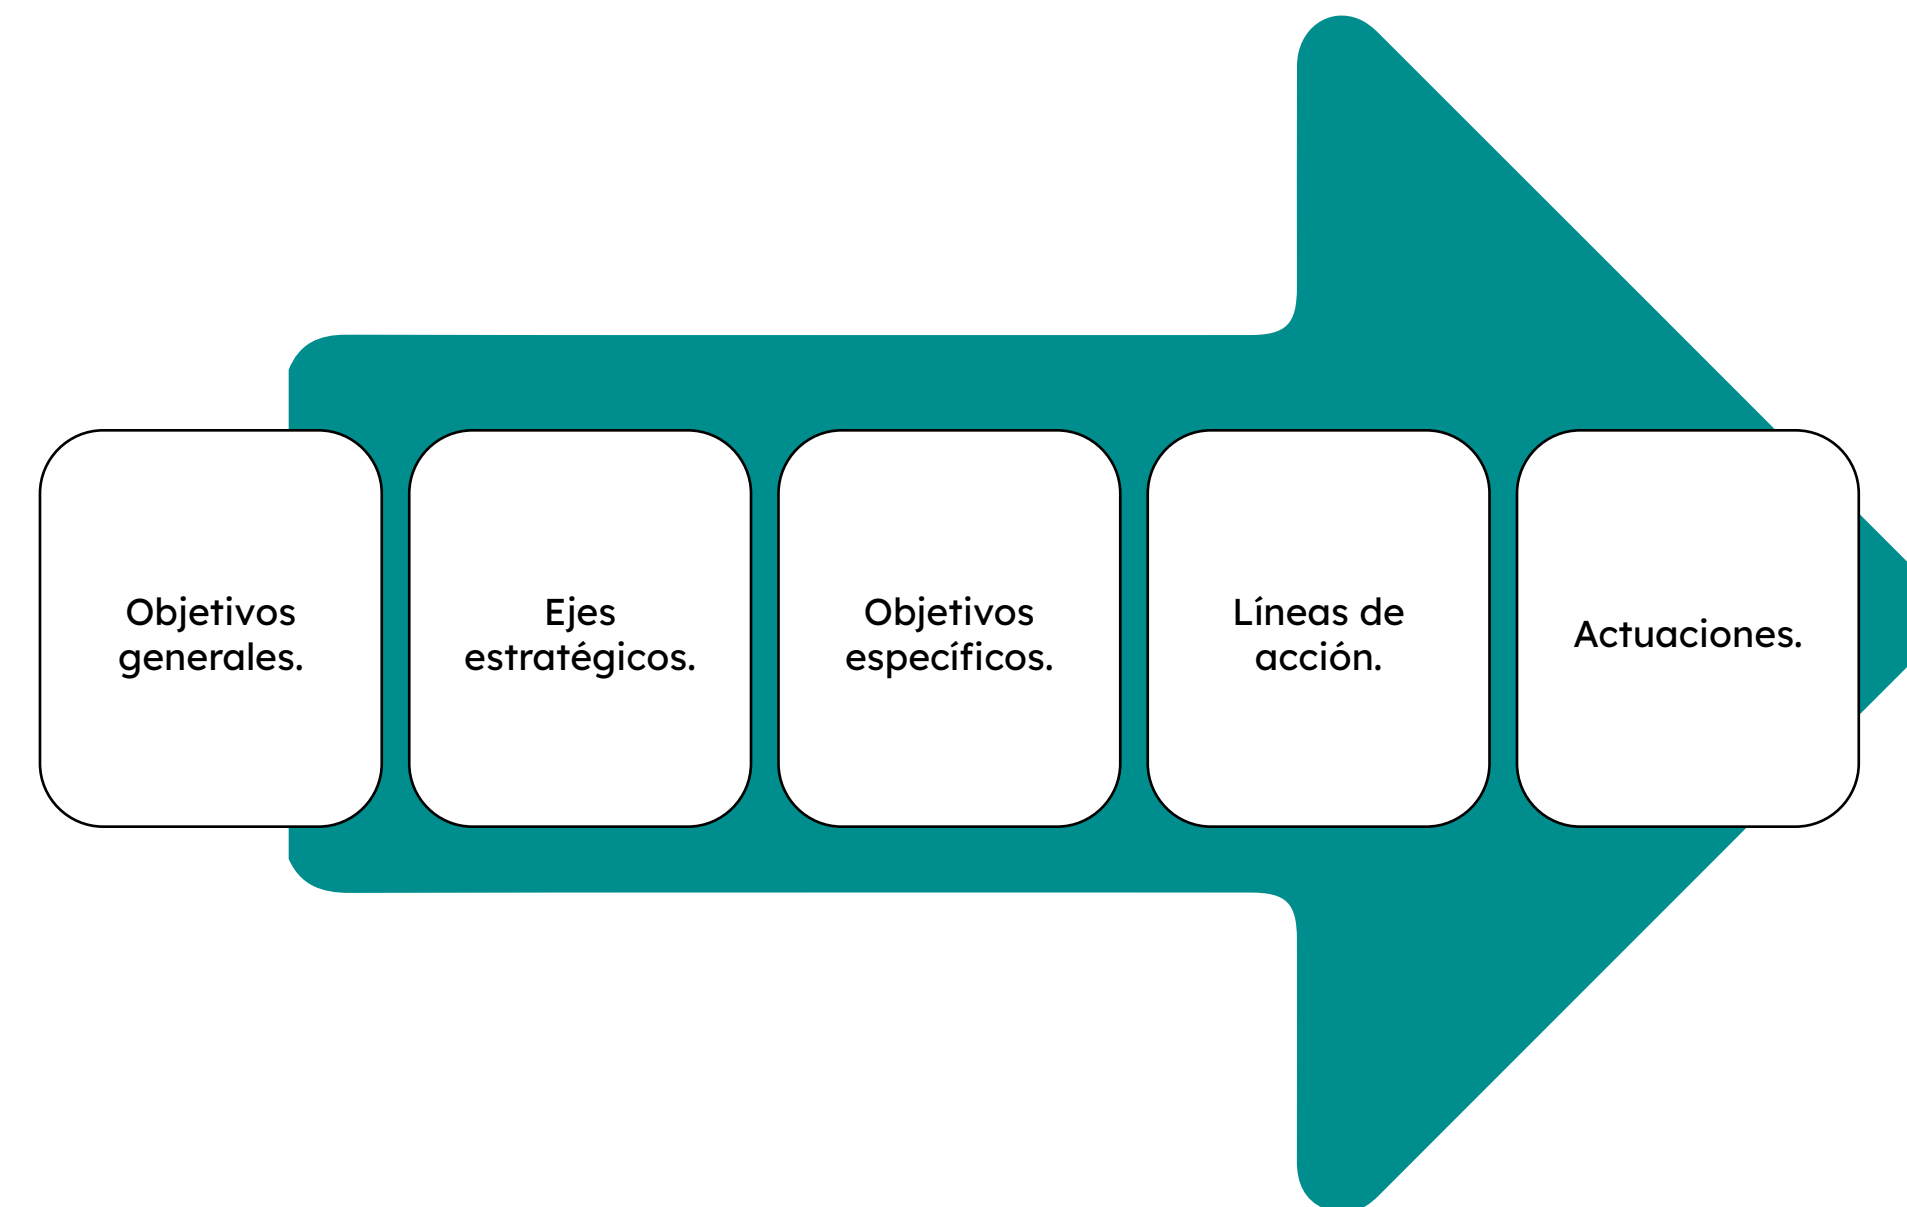 Objetivos
generales.
Ejes
estratégicos.
Objetivos
específicos.
Líneas de
acción.
Actuaciones.